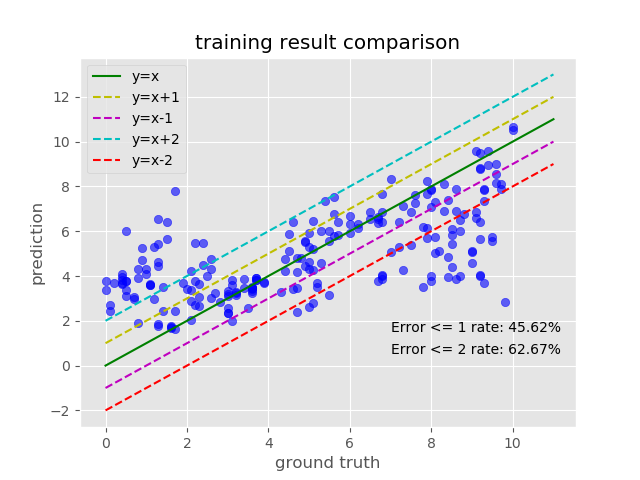 training result comparison
y=x
y=x+1
y=x-1
y=x+2
y=x-2
12
10
8
6
4
2
0
−2
prediction
Error <= 1 rate: 45.62%
Error <= 2 rate: 62.67%
0 2 4 6 8 10
ground truth